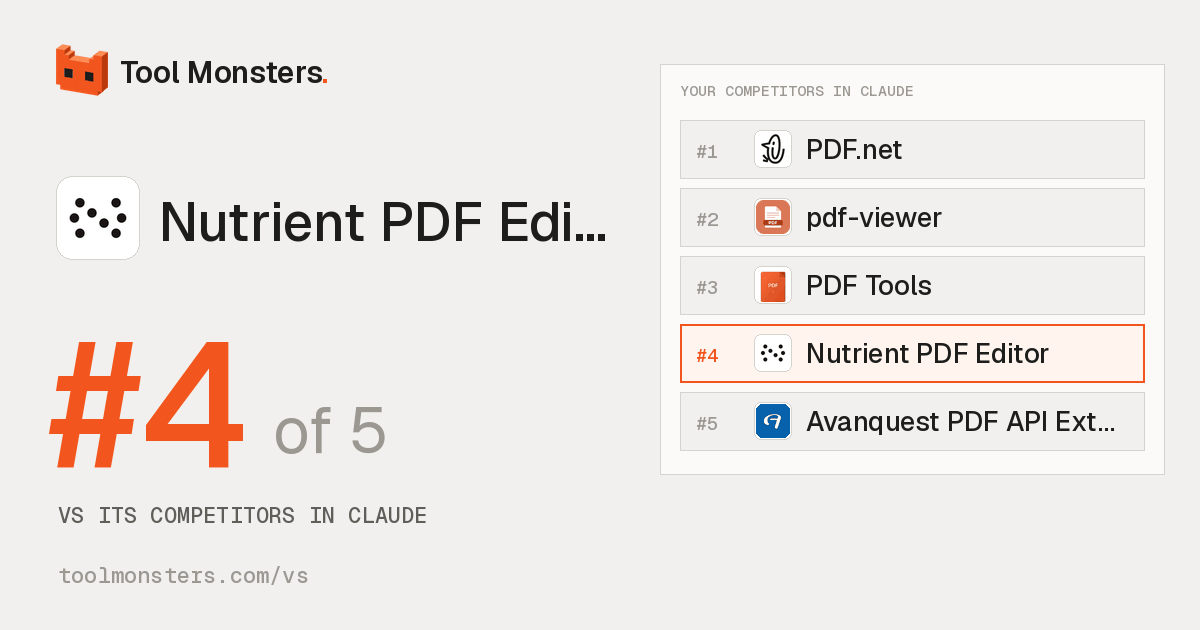 Tool Monsters.
Nutrient PDF Edi...
#4 of 5
VS ITS COMPETITORS IN CLAUDE
toolmonsters.com/vs
YOUR COMPETITORS IN CLAUDE
#1 PDF.net
#2 PDF pdf-viewer
#3 PDF PDF Tools
#4 Nutrient PDF Editor
#5 Avanquest PDF API Ext...